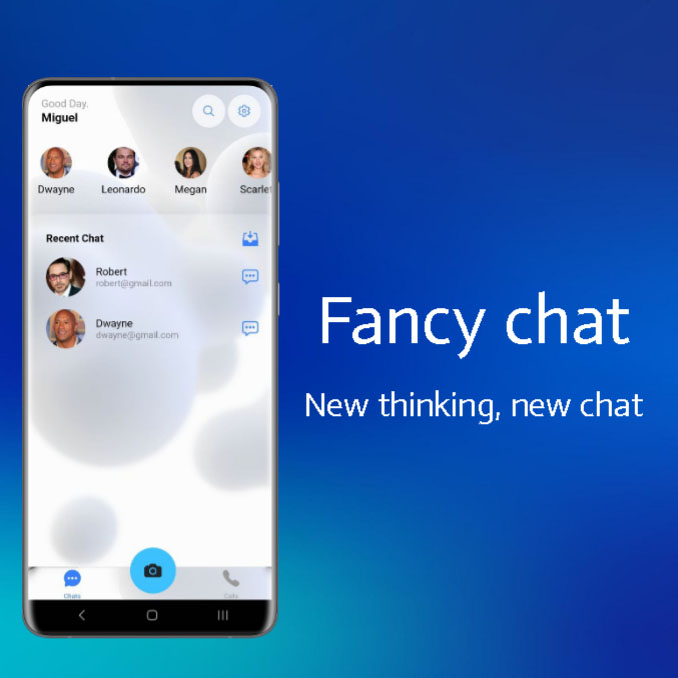 Good Day.
Miguel
Dwayne Leonardo Megan Scarlet
Recent Chat
Robert
robert@gmail.com
Dwayne
dwayne@gmail.com
Chats Calls
Fancy chat
New thinking, new chat